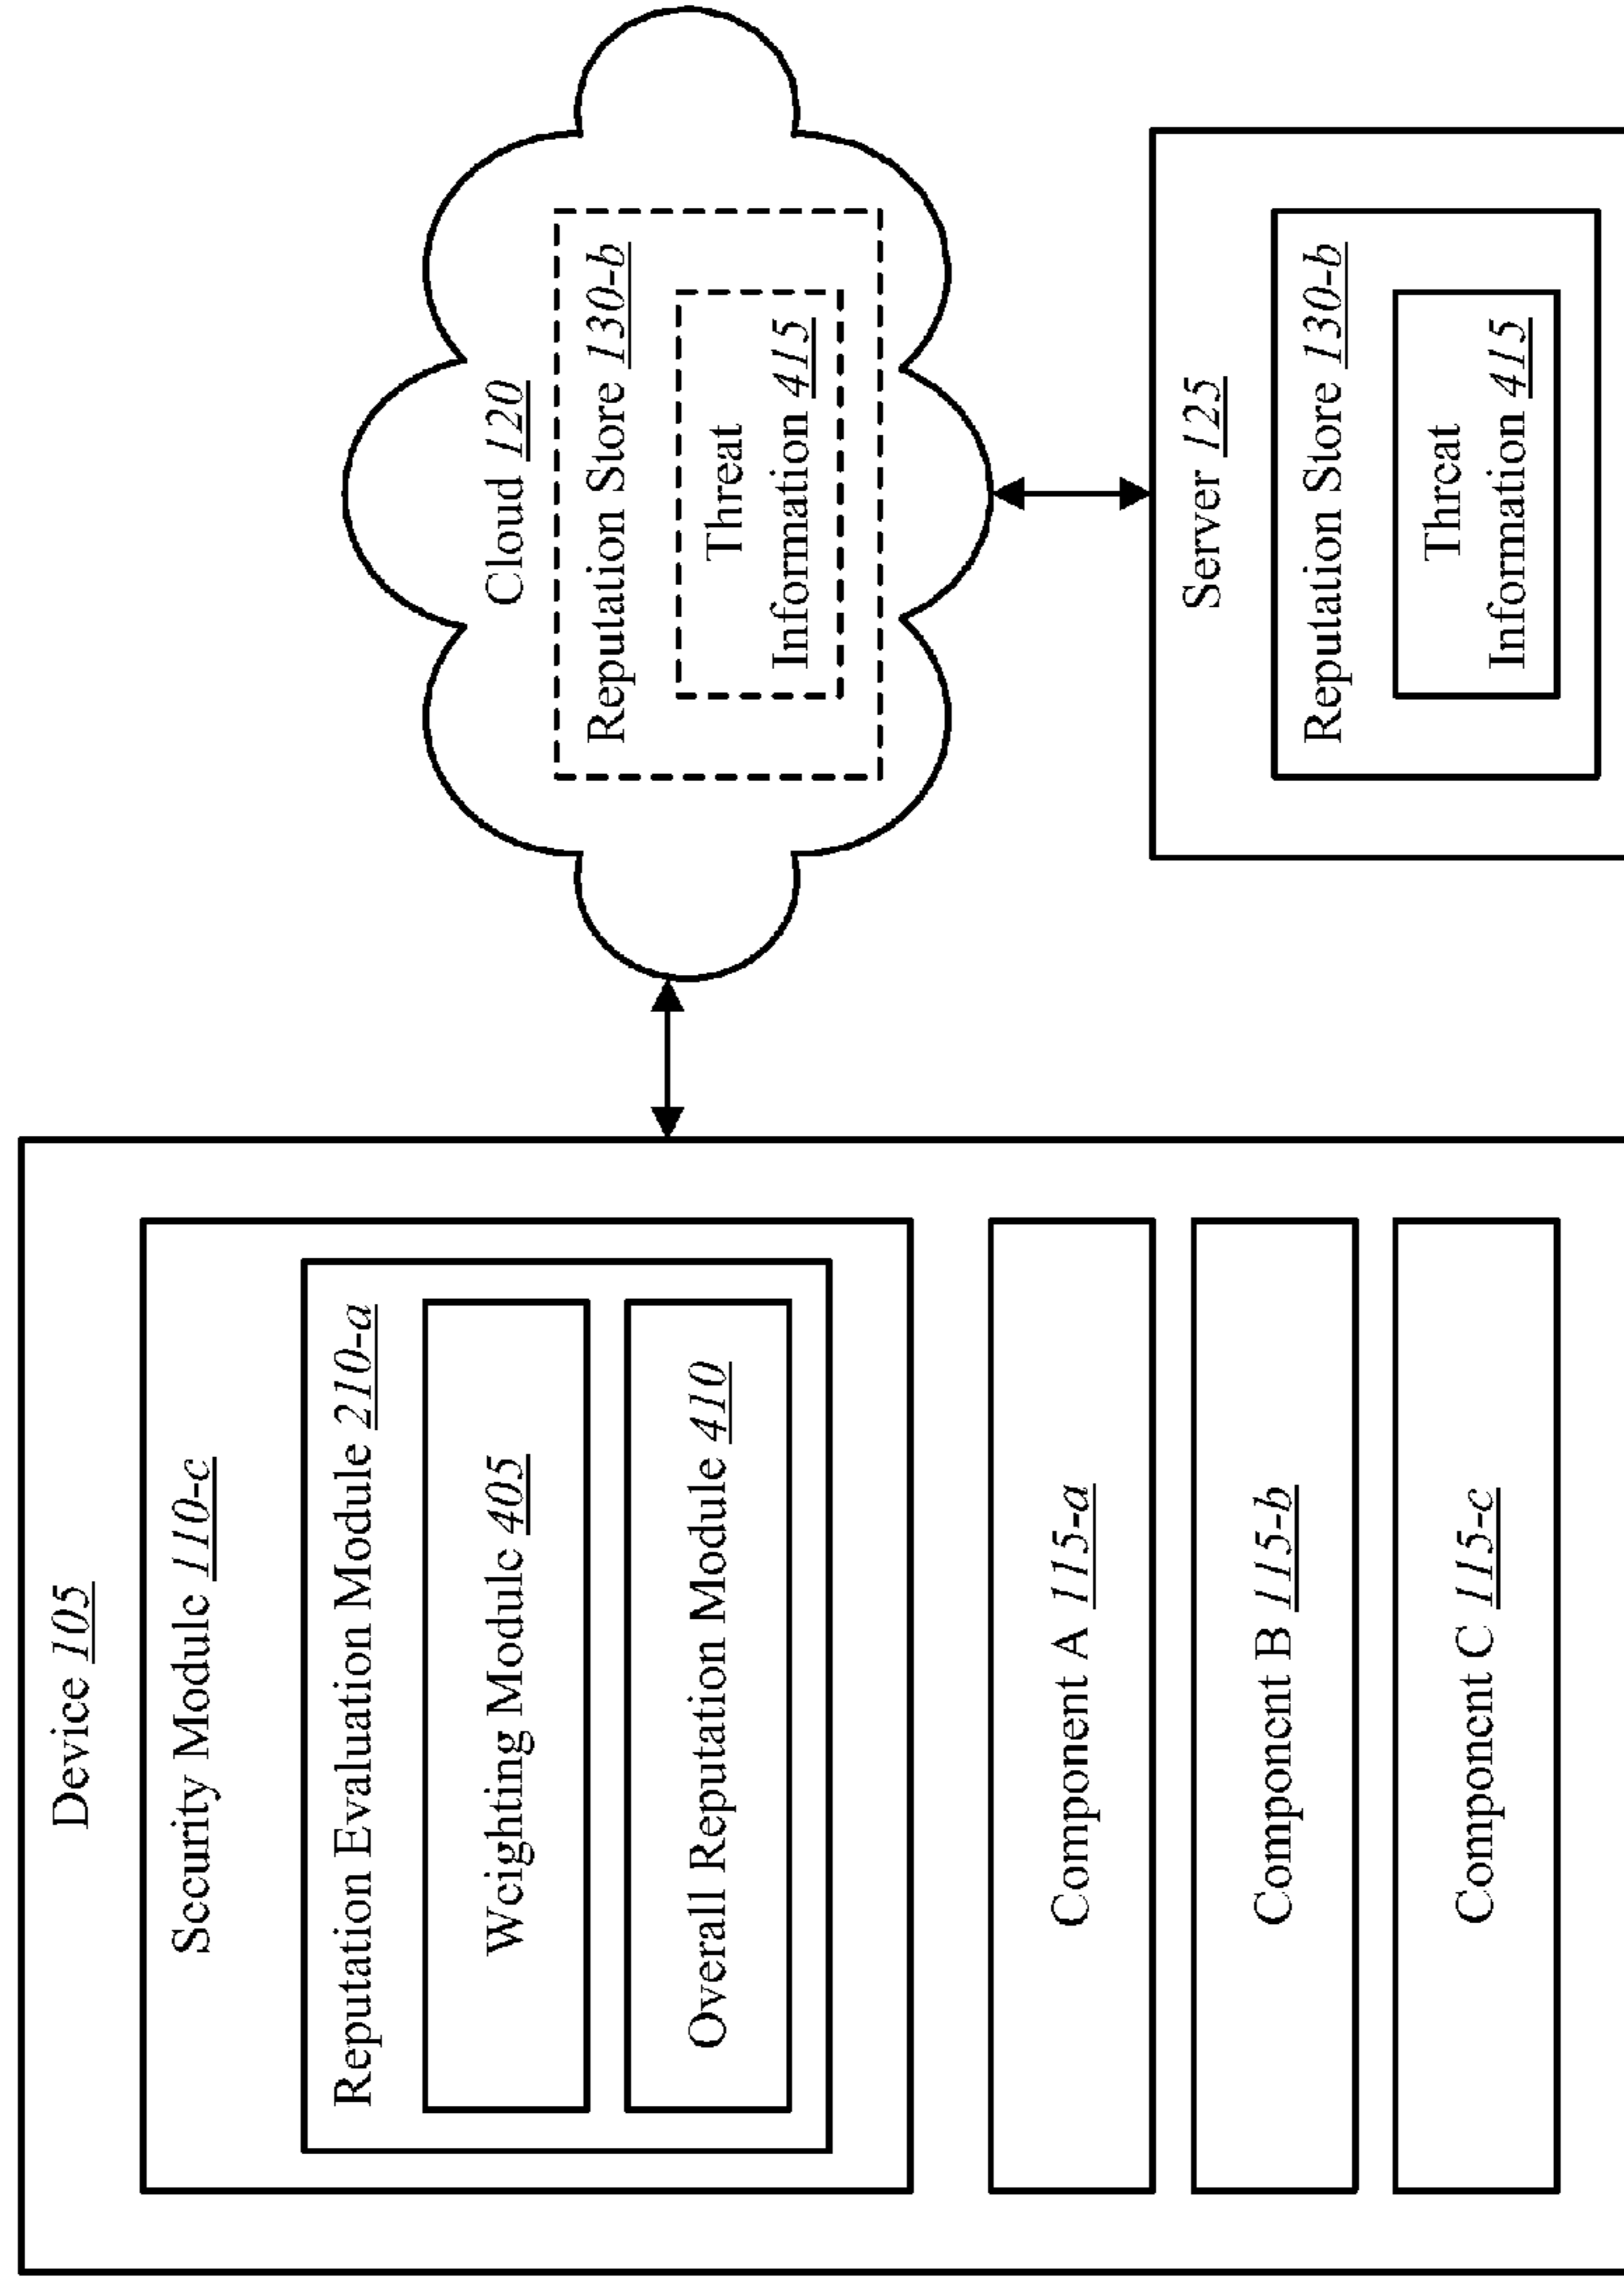 Device 105
Security Module 110-c
Reputation Evaluation Module 210-a
Weighting Module 405
Overall Reputation Module 410
Component A 115-a
Component B 115-b
Component C 115-c
Cloud 120
Reputation Store 130-b
Threat
Information 415
Server 125
Reputation Store 130-b
Threat
Information 415